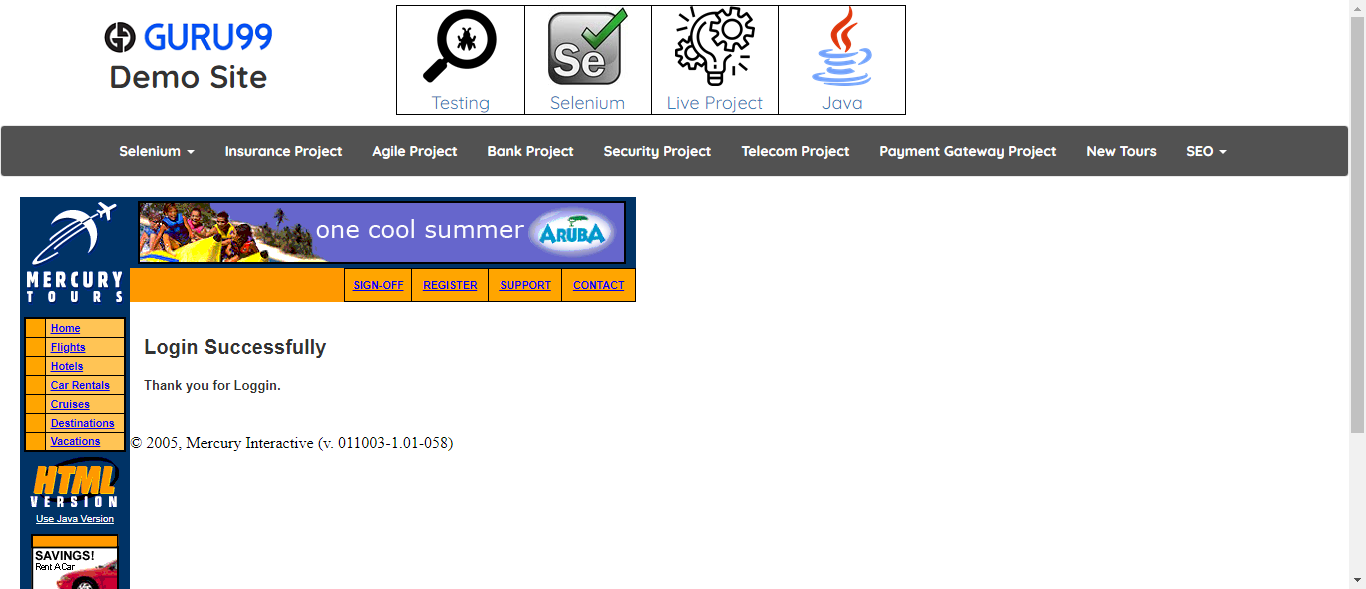 GURU99
Demo Site
Se
Testing
Selenium
Live Project
Java
Selenium
Insurance Project
Agile Project
Bank Project
Security Project
Telecom Project
Payment Gateway Project
New Tours
SEO
MERCURY
TOURS
one cool summer
ARUBA
SIGN-OFF
REGISTER
SUPPORT
CONTACT
Home
Flights
Hotels
Car Rentals
Cruises
Destinations
Vacations
Login Successfully
Thank you for Loggin.
© 2005, Mercury Interactive (v. 011003-1.01-058)
HTML
VERSION
Use Java Version
SAVINGS!
Rent A Car